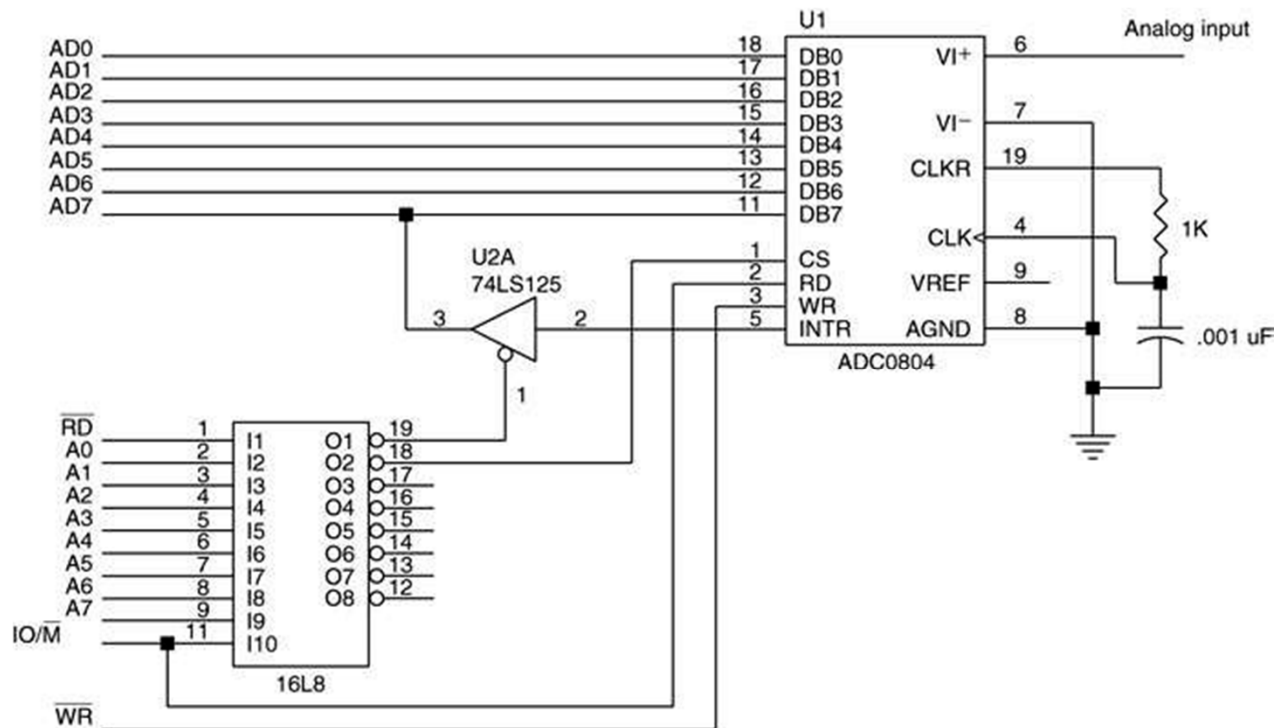 U1
Analog input
AD0 18 DB0 VI+ 6
AD1 17 DB1
AD2 16 DB2
AD3 15 DB3 VI− 7
AD4 14 DB4
AD5 13 DB5 CLKR 19
AD6 12 DB6
AD7 11 DB7
1K
CLK 4
U2A
74LS125
1 CS
2 RD VREF 9
3 WR
3 2 5 INTR AGND 8
.001 uF
ADC0804
1
R̅D̅ 1 I1 O1 19
A0 2 I2 O2 18
A1 3 I3 O3 17
A2 4 I4 O4 16
A3 5 I5 O5 15
A4 6 I6 O6 14
A5 7 I7 O7 13
A6 8 I8 O8 12
A7 9 I9
IO/M̅ 11 I10
16L8
W̅R̅